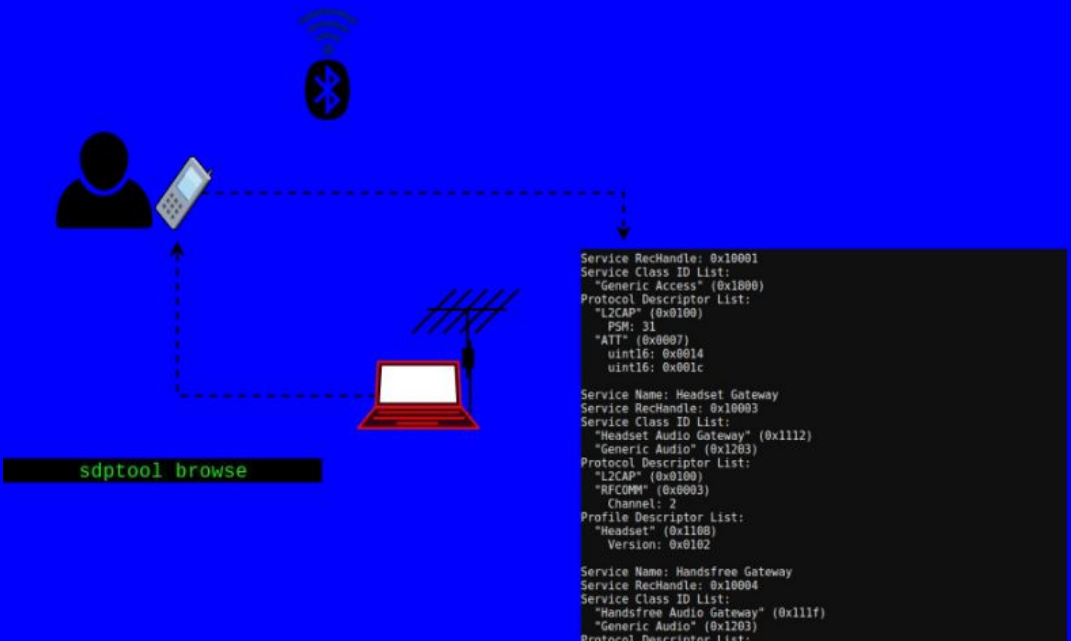 sdptool browse
Service RecHandle: 0x10001
Service Class ID List:
  "Generic Access" (0x1800)
Protocol Descriptor List:
  "L2CAP" (0x0100)
    PSM: 31
  "ATT" (0x0007)
    uint16: 0x0014
    uint16: 0x001c

Service Name: Headset Gateway
Service RecHandle: 0x10003
Service Class ID List:
  "Headset Audio Gateway" (0x1112)
  "Generic Audio" (0x1203)
Protocol Descriptor List:
  "L2CAP" (0x0100)
  "RFCOMM" (0x0003)
    Channel: 2
Profile Descriptor List:
  "Headset" (0x1108)
    Version: 0x0102

Service Name: Handsfree Gateway
Service RecHandle: 0x10004
Service Class ID List:
  "Handsfree Audio Gateway" (0x111f)
  "Generic Audio" (0x1203)
Protocol Descriptor List: